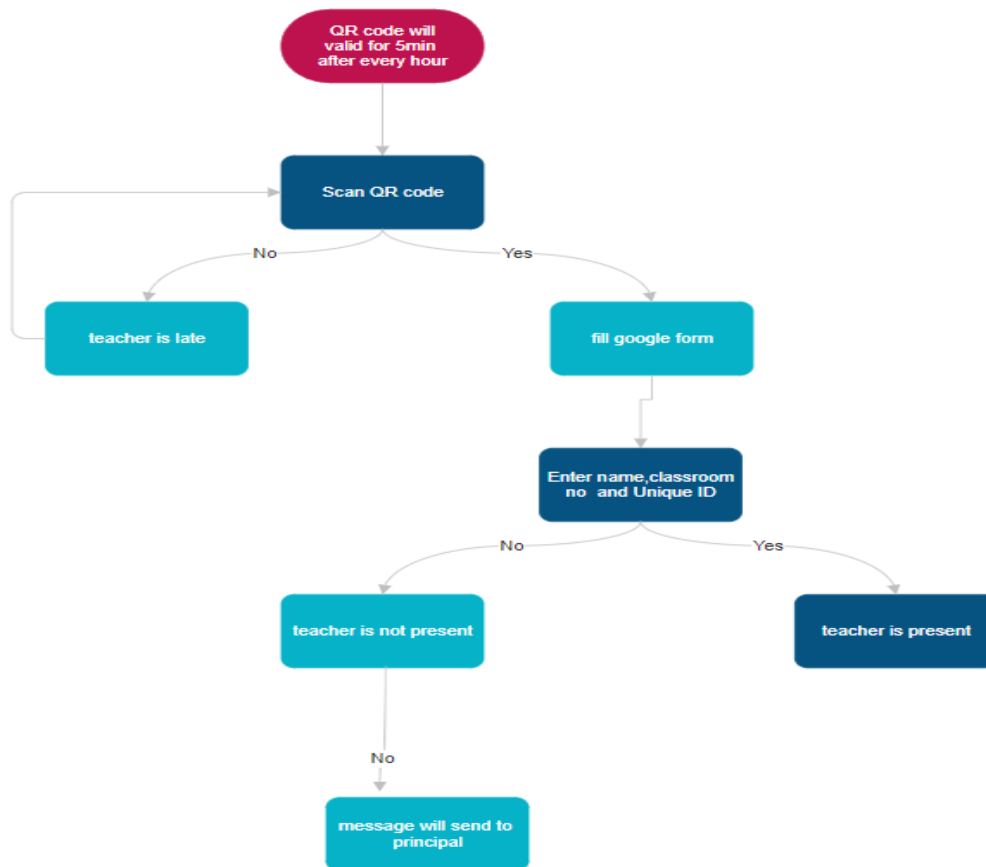 QR code will
valid for 5min
after every hour
Scan QR code
No
Yes
teacher is late
fill google form
Enter name,classroom
no and Unique ID
No
Yes
teacher is not present
teacher is present
No
message will send to
principal